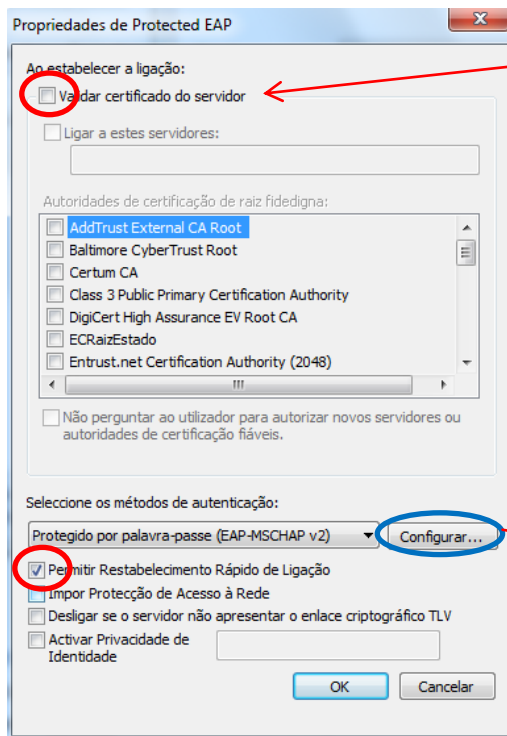 Propriedades de Protected EAP
Ao estabelecer a ligação:
Validar certificado do servidor
Ligar a estes servidores:
Autoridades de certificação de raiz fidedigna:
AddTrust External CA Root
Baltimore CyberTrust Root
Certum CA
Class 3 Public Primary Certification Authority
DigiCert High Assurance EV Root CA
ECRaizEstado
Entrust.net Certification Authority (2048)
Não perguntar ao utilizador para autorizar novos servidores ou
autoridades de certificação fiáveis.
Seleccione os métodos de autenticação:
Protegido por palavra-passe (EAP-MSCHAP v2)
Configurar...
Permitir Restabelecimento Rápido de Ligação
Impor Protecção de Acesso à Rede
Desligar se o servidor não apresentar o enlace criptográfico TLV
Activar Privacidade de
Identidade
OK
Cancelar